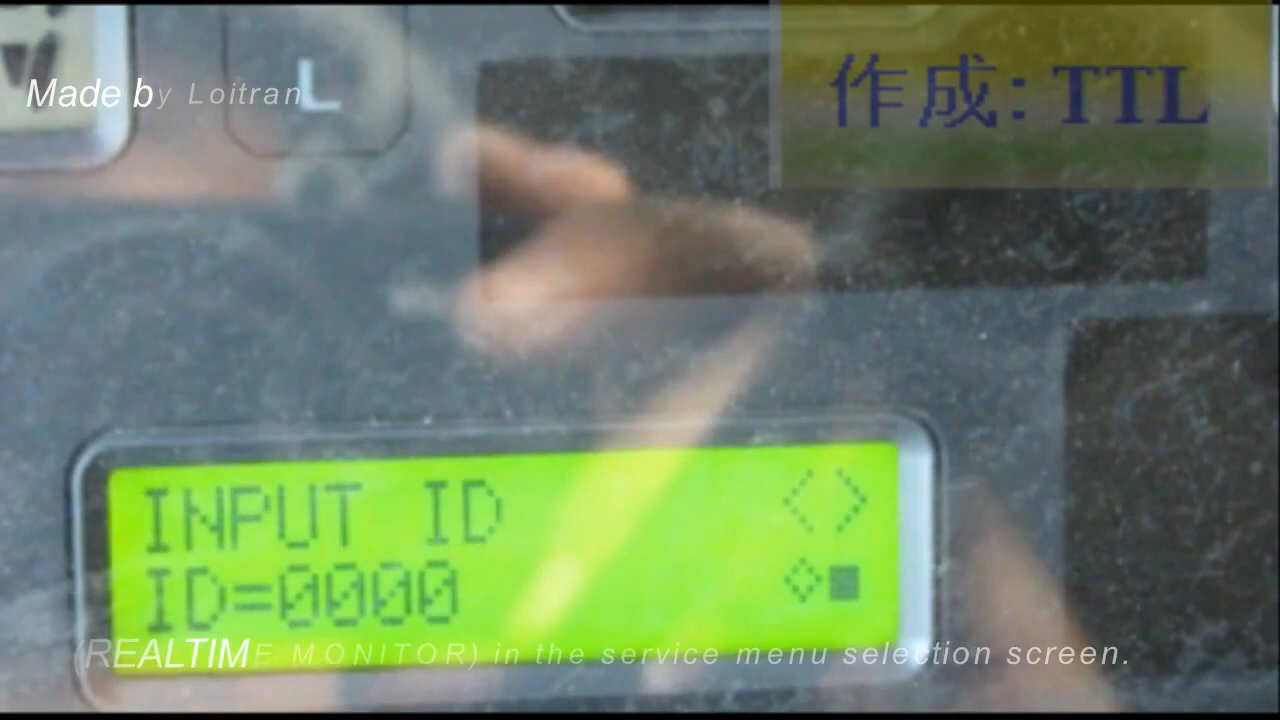 Made by Loitran
L
作成: TTL
INPUT ID <>
ID=0000 ◇■
(REALTIME MONITOR) in the service menu selection screen.